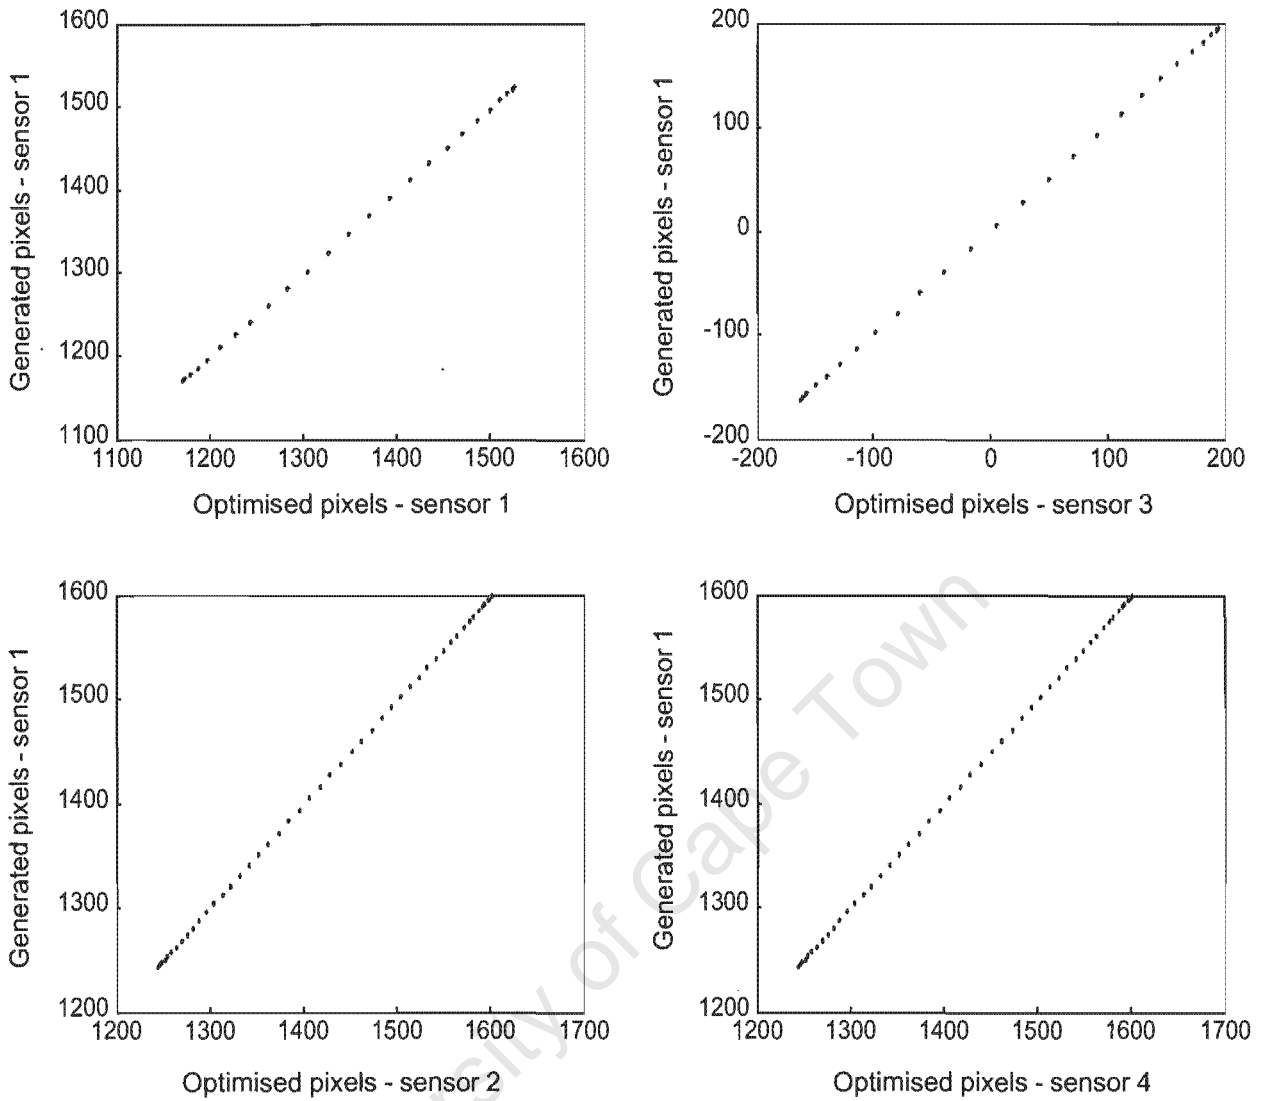 1600
1500
1400
1300
1200
1100
1100 1200 1300 1400 1500 1600
Generated pixels - sensor 1
Optimised pixels - sensor 1
200
100
0
-100
-200
-200 -100 0 100 200
Generated pixels - sensor 1
Optimised pixels - sensor 3
1600
1500
1400
1300
1200
1200 1300 1400 1500 1600 1700
Generated pixels - sensor 1
Optimised pixels - sensor 2
1600
1500
1400
1300
1200
1200 1300 1400 1500 1600 1700
Generated pixels - sensor 1
Optimised pixels - sensor 4
rsity of Cape Town